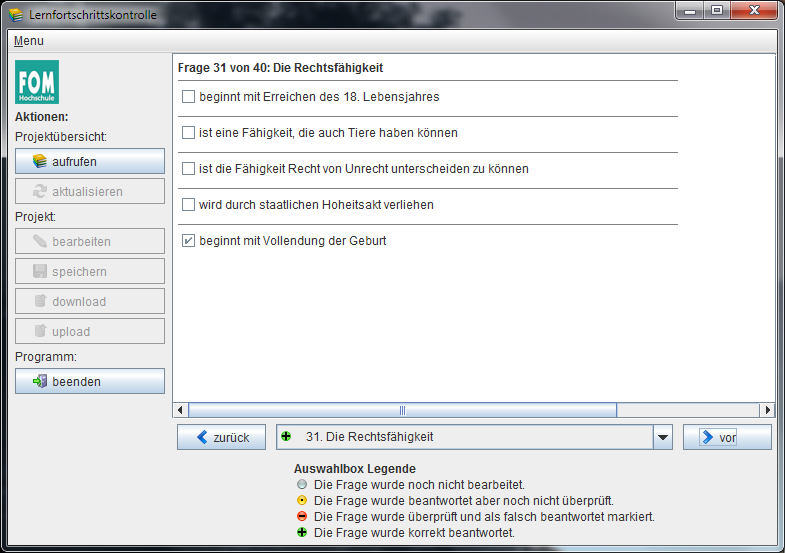 Lernfortschrittskontrolle
Menu
FOM
Hochschule
Aktionen:
Projektübersicht:
aufrufen
aktualisieren
Projekt:
bearbeiten
speichern
download
upload
Programm:
beenden
Frage 31 von 40: Die Rechtsfähigkeit
beginnt mit Erreichen des 18. Lebensjahres
ist eine Fähigkeit, die auch Tiere haben können
ist die Fähigkeit Recht von Unrecht unterscheiden zu können
wird durch staatlichen Hoheitsakt verliehen
beginnt mit Vollendung der Geburt
zurück
31. Die Rechtsfähigkeit
vor
Auswahlbox Legende
Die Frage wurde noch nicht bearbeitet.
Die Frage wurde beantwortet aber noch nicht überprüft.
Die Frage wurde überprüft und als falsch beantwortet markiert.
Die Frage wurde korrekt beantwortet.